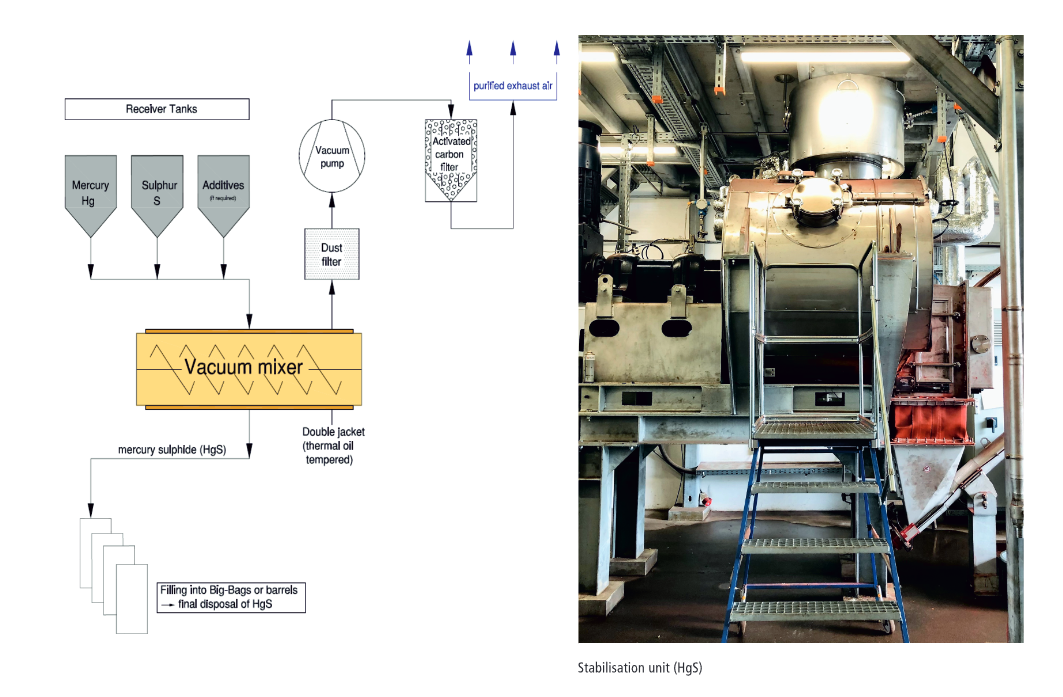 purified exhaust air
Receiver Tanks
Mercury
Hg
Sulphur
S
Additives
(if required)
Vacuum
pump
Activated
carbon
filter
Dust
filter
Vacuum mixer
Double jacket
(thermal oil
tempered)
mercury sulphide (HgS)
Filling into Big-Bags or barrels
→ final disposal of HgS
Stabilisation unit (HgS)